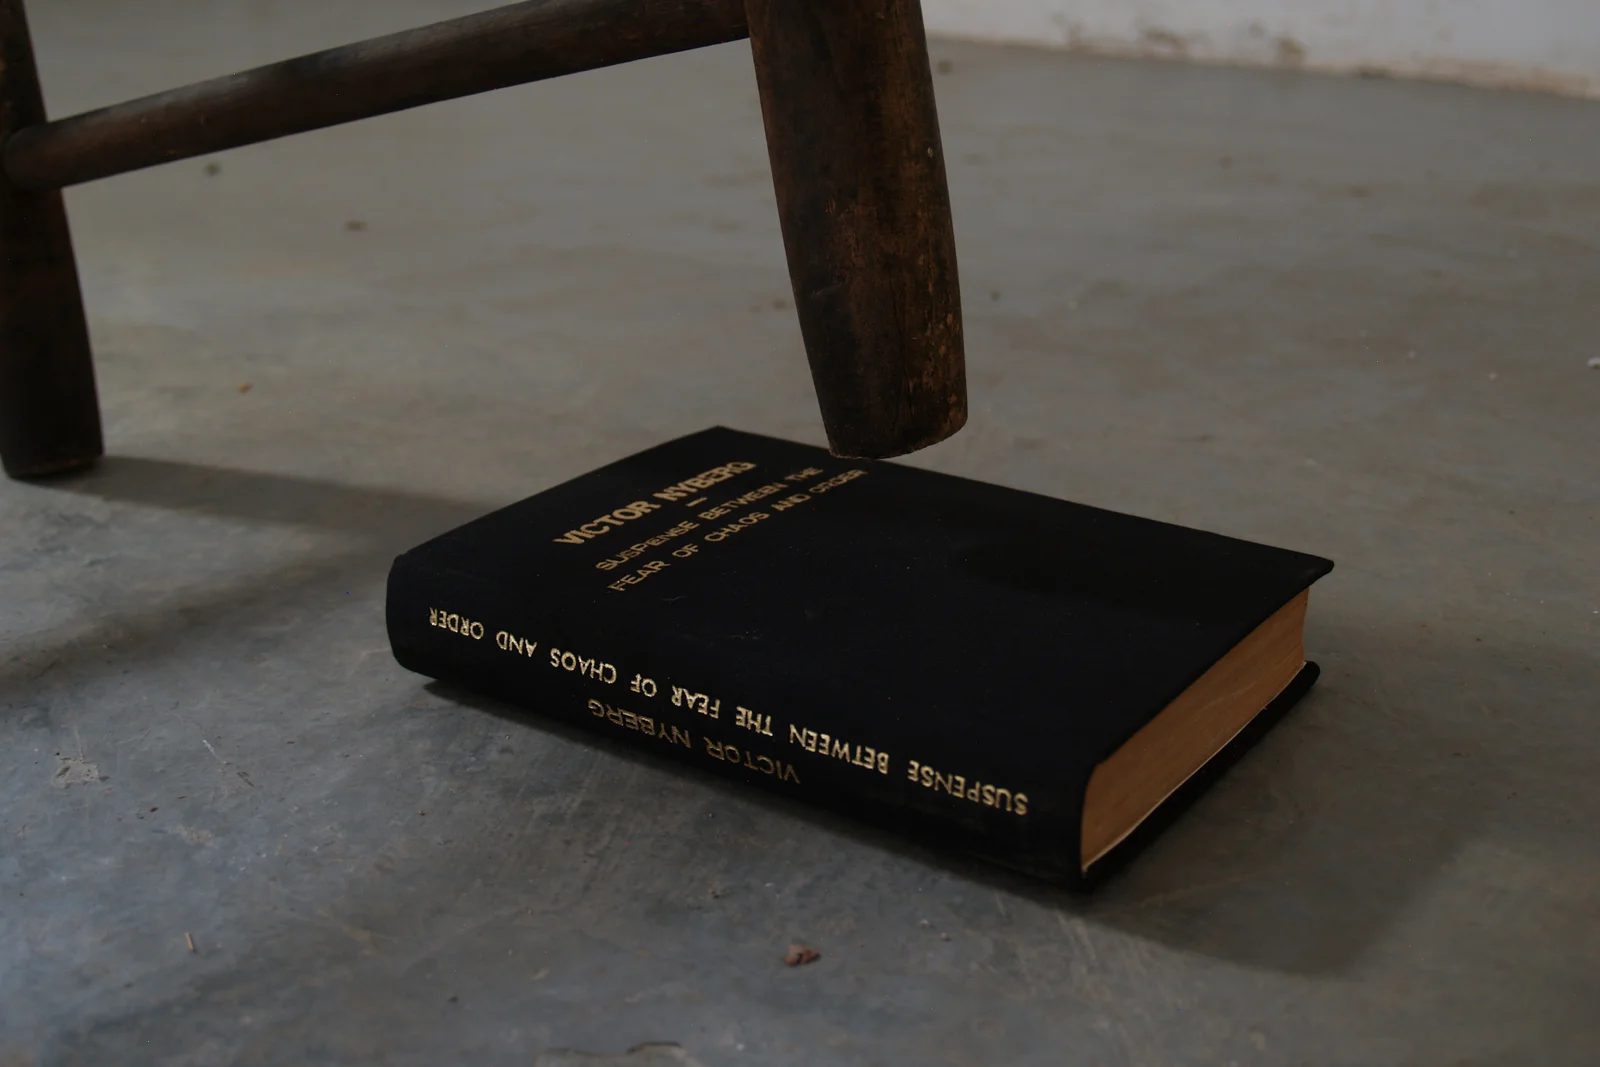 VICTOR NYBERG
—
SUSPENSE BETWEEN THE
FEAR OF CHAOS AND ORDER
SUSPENSE BETWEEN THE FEAR OF CHAOS AND ORDER
VICTOR NYBERG